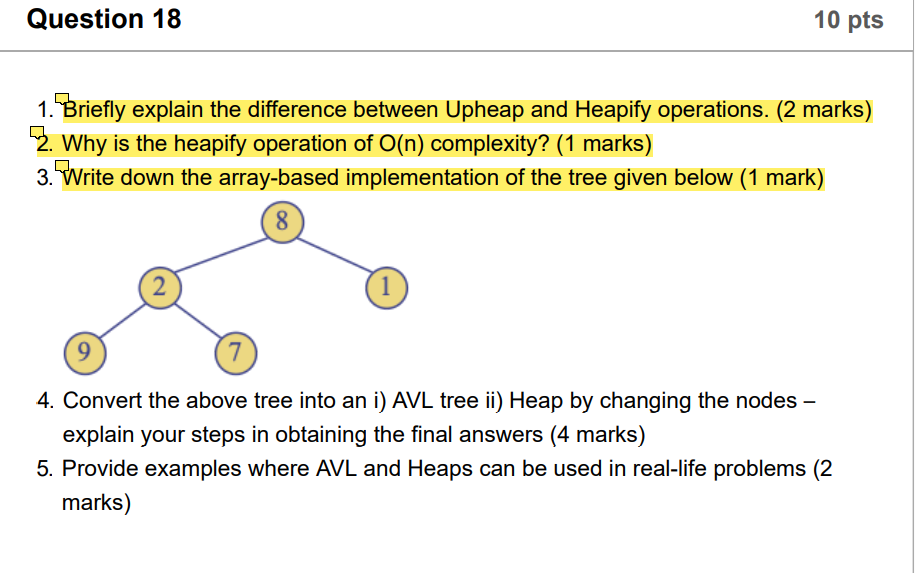 Question 18
10 pts
1. Briefly explain the difference between Upheap and Heapify operations. (2 marks)
2. Why is the heapify operation of O(n) complexity? (1 marks)
3. Write down the array-based implementation of the tree given below (1 mark)
8
2
1
9
7
4. Convert the above tree into an i) AVL tree ii) Heap by changing the nodes –
explain your steps in obtaining the final answers (4 marks)
5. Provide examples where AVL and Heaps can be used in real-life problems (2
marks)